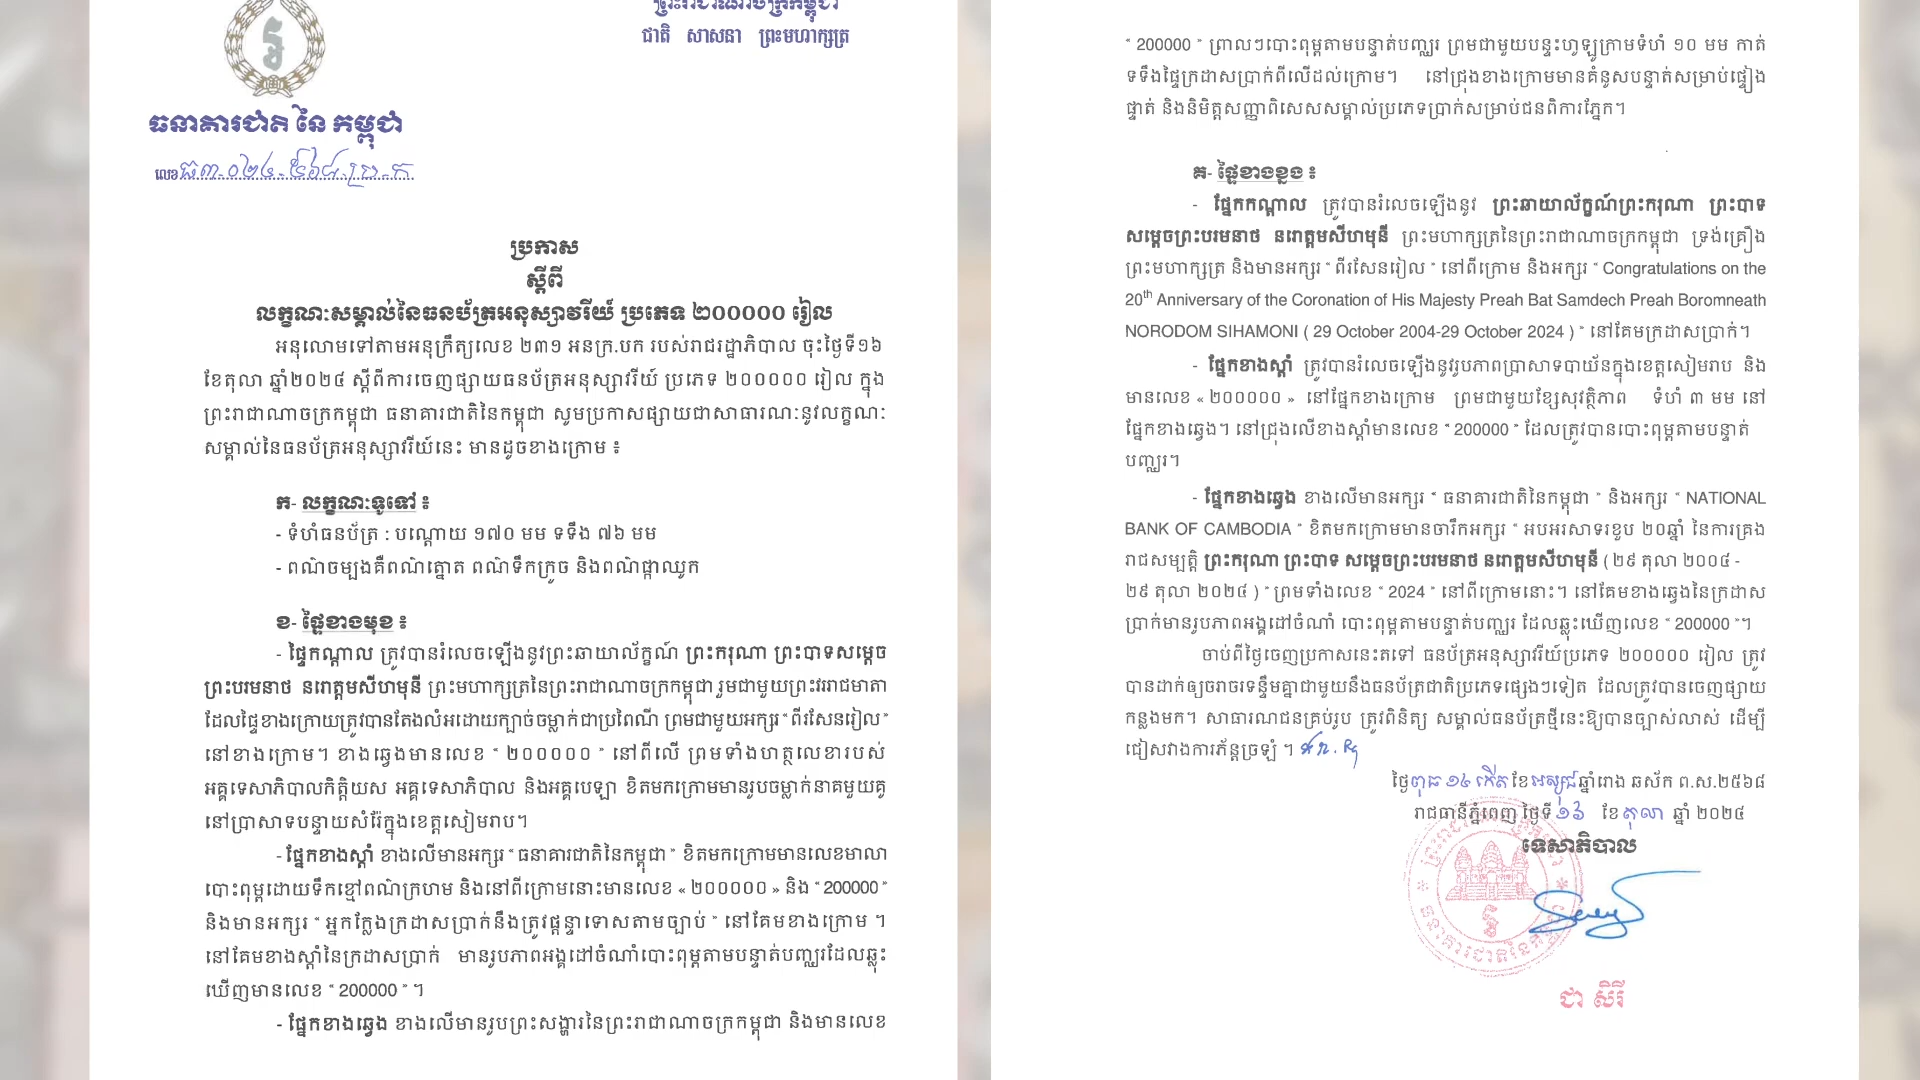 ព្រះរាជាណាចក្រកម្ពុជា
ជាតិ សាសនា ព្រះមហាក្សត្រ
ធនាគារជាតិ នៃ កម្ពុជា
លេខ
ប្រកាស
ស្តីពី
លក្ខណៈសម្គាល់នៃធនប័ត្រអនុស្សាវរីយ៍ ប្រភេទ ២០០០០០ រៀល
អនុលោមទៅតាមអនុក្រឹត្យលេខ ២៣១ អនក្រ.បក របស់រាជរដ្ឋាភិបាល ចុះថ្ងៃទី១៦
ខែតុលា ឆ្នាំ២០២៤ ស្តីពីការចេញផ្សាយធនប័ត្រអនុស្សាវរីយ៍ ប្រភេទ ២០០០០០ រៀល ក្នុង
ព្រះរាជាណាចក្រកម្ពុជា ធនាគារជាតិនៃកម្ពុជា សូមប្រកាសផ្សាយជាសាធារណៈនូវលក្ខណៈ
សម្គាល់នៃធនប័ត្រអនុស្សាវរីយ៍នេះ មានដូចខាងក្រោម ៖
ក- លក្ខណៈទូទៅ ៖
- ទំហំធនប័ត្រ : បណ្តោយ ១៧០ មម ទទឹង ៧៦ មម
- ពណ៌ចម្បងគឺពណ៌ត្នោត ពណ៌ទឹកក្រូច និងពណ៌ផ្កាឈូក
ខ- ផ្ទៃខាងមុខ ៖
- ផ្ទៃកណ្តាល ត្រូវបានរំលេចឡើងនូវព្រះឆាយាល័ក្ខណ៍ ព្រះករុណា ព្រះបាទសម្តេច
ព្រះបរមនាថ នរោត្តមសីហមុនី ព្រះមហាក្សត្រនៃព្រះរាជាណាចក្រកម្ពុជា រួមជាមួយព្រះវររាជមាតា
ដែលផ្ទៃខាងក្រោយត្រូវបានតែងលំអដោយក្បាច់ចម្លាក់ជាប្រពៃណី ព្រមជាមួយអក្សរ “ ពីរសែនរៀល ”
នៅខាងក្រោម។ ខាងឆ្វេងមានលេខ “ ២០០០០០ ” នៅពីលើ ព្រមទាំងហត្ថលេខារបស់
អគ្គទេសាភិបាលកិត្តិយស អគ្គទេសាភិបាល និងអគ្គបេឡា ខិតមកក្រោមមានរូបចម្លាក់នាគមួយគូ
នៅប្រាសាទបន្ទាយសំរ៉ែក្នុងខេត្តសៀមរាប។
- ផ្នែកខាងស្តាំ ខាងលើមានអក្សរ “ ធនាគារជាតិនៃកម្ពុជា ” ខិតមកក្រោមមានលេខមាលា
បោះពុម្ពដោយទឹកខ្មៅពណ៌ក្រហម និងនៅពីក្រោមនោះមានលេខ « ២០០០០០ » និង “ 200000 ”
និងមានអក្សរ “ អ្នកក្លែងក្រដាសប្រាក់នឹងត្រូវផ្តន្ទាទោសតាមច្បាប់ ” នៅគែមខាងក្រោម ។
នៅគែមខាងស្តាំនៃក្រដាសប្រាក់ មានរូបភាពអង្គដៅចំណាំបោះពុម្ពតាមបន្ទាត់បញ្ឈរដែលឆ្លុះ
ឃើញមានលេខ “ 200000 ” ។
- ផ្នែកខាងឆ្វេង ខាងលើមានរូបព្រះសង្ហារនៃព្រះរាជាណាចក្រកម្ពុជា និងមានលេខ
“ 200000 ” ព្រាលៗបោះពុម្ពតាមបន្ទាត់បញ្ឈរ ព្រមជាមួយបន្ទះហូឡូក្រាមទំហំ ១០ មម កាត់
ទទឹងផ្ទៃក្រដាសប្រាក់ពីលើដល់ក្រោម។ នៅជ្រុងខាងក្រោមមានគំនូសបន្ទាត់សម្រាប់ផ្ទៀង
ផ្ទាត់ និងនិមិត្តសញ្ញាពិសេសសម្គាល់ប្រភេទប្រាក់សម្រាប់ជនពិការភ្នែក។
គ- ផ្ទៃខាងខ្នង ៖
- ផ្នែកកណ្តាល ត្រូវបានរំលេចឡើងនូវ ព្រះឆាយាល័ក្ខណ៍ព្រះករុណា ព្រះបាទ
សម្តេចព្រះបរមនាថ នរោត្តមសីហមុនី ព្រះមហាក្សត្រនៃព្រះរាជាណាចក្រកម្ពុជា ទ្រង់គ្រឿង
ព្រះមហាក្សត្រ និងមានអក្សរ “ ពីរសែនរៀល ” នៅពីក្រោម និងអក្សរ “ Congratulations on the
20th Anniversary of the Coronation of His Majesty Preah Bat Samdech Preah Boromneath
NORODOM SIHAMONI ( 29 October 2004-29 October 2024 ) ” នៅគែមក្រដាសប្រាក់។
- ផ្នែកខាងស្តាំ ត្រូវបានរំលេចឡើងនូវរូបភាពប្រាសាទបាយ័នក្នុងខេត្តសៀមរាប និង
មានលេខ « ២០០០០០ » នៅផ្នែកខាងក្រោម ព្រមជាមួយខ្សែសុវត្ថិភាព ទំហំ ៣ មម នៅ
ផ្នែកខាងឆ្វេង។ នៅជ្រុងលើខាងស្តាំមានលេខ “ 200000 ” ដែលត្រូវបានបោះពុម្ពតាមបន្ទាត់
បញ្ឈរ។
- ផ្នែកខាងឆ្វេង ខាងលើមានអក្សរ “ ធនាគារជាតិនៃកម្ពុជា ” និងអក្សរ “ NATIONAL
BANK OF CAMBODIA ” ខិតមកក្រោមមានចារឹកអក្សរ “ អបអរសាទរខួប ២០ឆ្នាំ នៃការគ្រង
រាជសម្បត្តិ ព្រះករុណា ព្រះបាទ សម្តេចព្រះបរមនាថ នរោត្តមសីហមុនី ( ២៩ តុលា ២០០៤ -
២៩ តុលា ២០២៤ ) ” ព្រមទាំងលេខ “ 2024 ” នៅពីក្រោមនោះ។ នៅគែមខាងឆ្វេងនៃក្រដាស
ប្រាក់មានរូបភាពអង្គដៅចំណាំ បោះពុម្ពតាមបន្ទាត់បញ្ឈរ ដែលឆ្លុះឃើញលេខ “ 200000 ”។
ចាប់ពីថ្ងៃចេញប្រកាសនេះតទៅ ធនប័ត្រអនុស្សាវរីយ៍ប្រភេទ ២០០០០០ រៀល ត្រូវ
បានដាក់ឲ្យចរាចរទន្ទឹមគ្នាជាមួយនឹងធនប័ត្រជាតិប្រភេទផ្សេងៗទៀត ដែលត្រូវបានចេញផ្សាយ
កន្លងមក។ សាធារណជនគ្រប់រូប ត្រូវពិនិត្យ សម្គាល់ធនប័ត្រថ្មីនេះឱ្យបានច្បាស់លាស់ ដើម្បី
ជៀសវាងការភ័ន្តច្រឡំ ។
ថ្ងៃពុធ ១៤ កើត ខែអស្សុជ ឆ្នាំរោង ឆស័ក ព.ស.២៥៦៨
រាជធានីភ្នំពេញ ថ្ងៃទី ១៦ ខែ តុលា ឆ្នាំ ២០២៤
ទេសាភិបាល
ធនាគារជាតិនៃកម្ពុជា
ជា សិរី